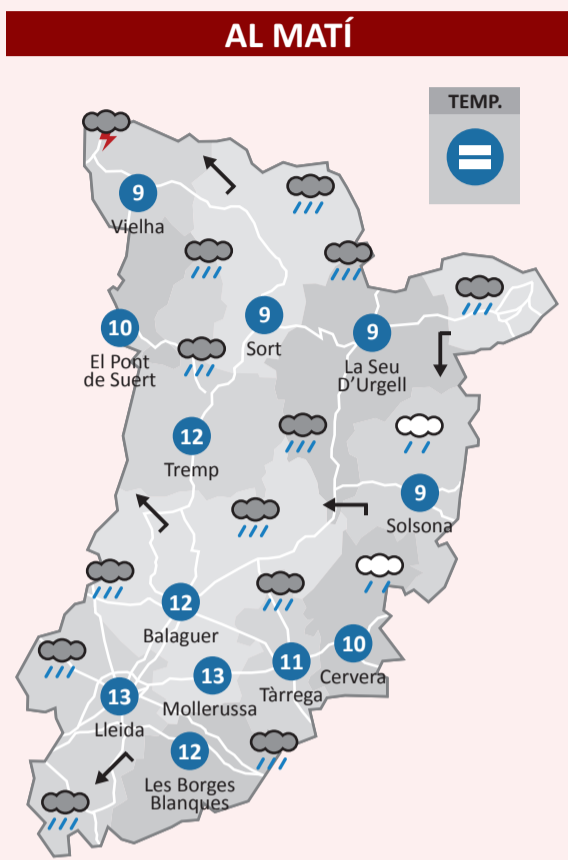 AL MATÍ
TEMP.
9
Vielha
10
El Pont
de Suert
9
Sort
9
La Seu
D'Urgell
12
Tremp
9
Solsona
12
Balaguer
13
Lleida
13
Mollerussa
11
Tàrrega
10
Cervera
12
Les Borges
Blanques